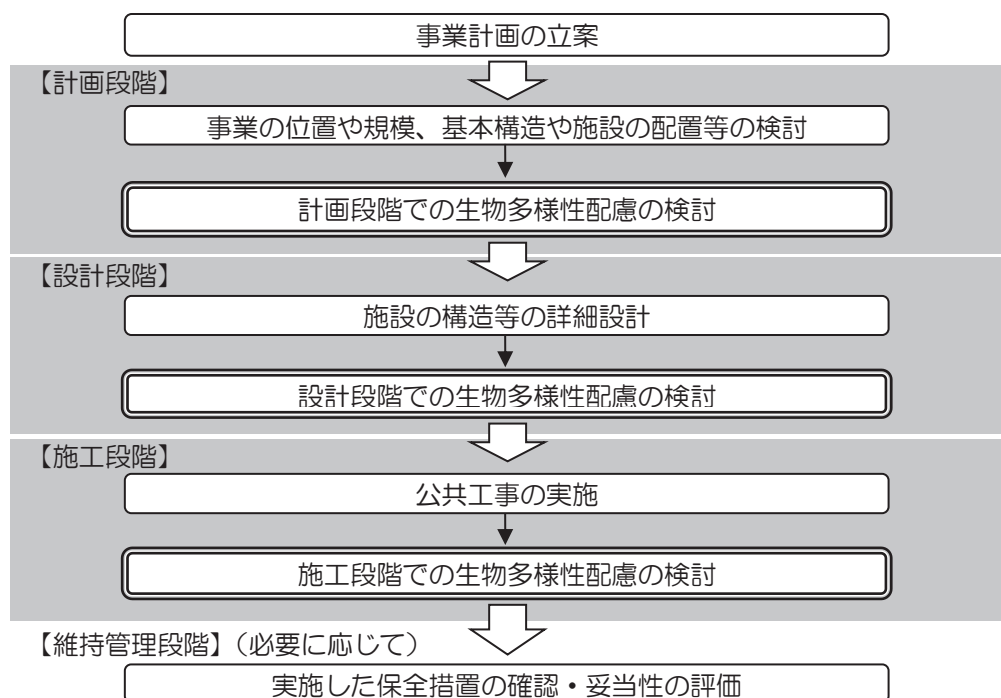 事業計画の立案
【計画段階】
事業の位置や規模、基本構造や施設の配置等の検討
計画段階での生物多様性配慮の検討
【設計段階】
施設の構造等の詳細設計
設計段階での生物多様性配慮の検討
【施工段階】
公共工事の実施
施工段階での生物多様性配慮の検討
【維持管理段階】（必要に応じて）
実施した保全措置の確認・妥当性の評価